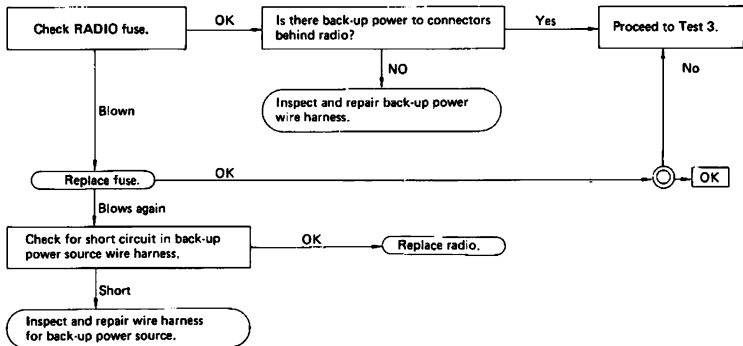 Check RADIO fuse.
OK
Is there back-up power to connectors
behind radio?
Yes
Proceed to Test 3.
NO
No
Inspect and repair back-up power
wire harness.
Blown
Replace fuse.
OK
OK
Blows again
Check for short circuit in back-up
power source wire harness.
OK
Replace radio.
Short
Inspect and repair wire harness
for back-up power source.